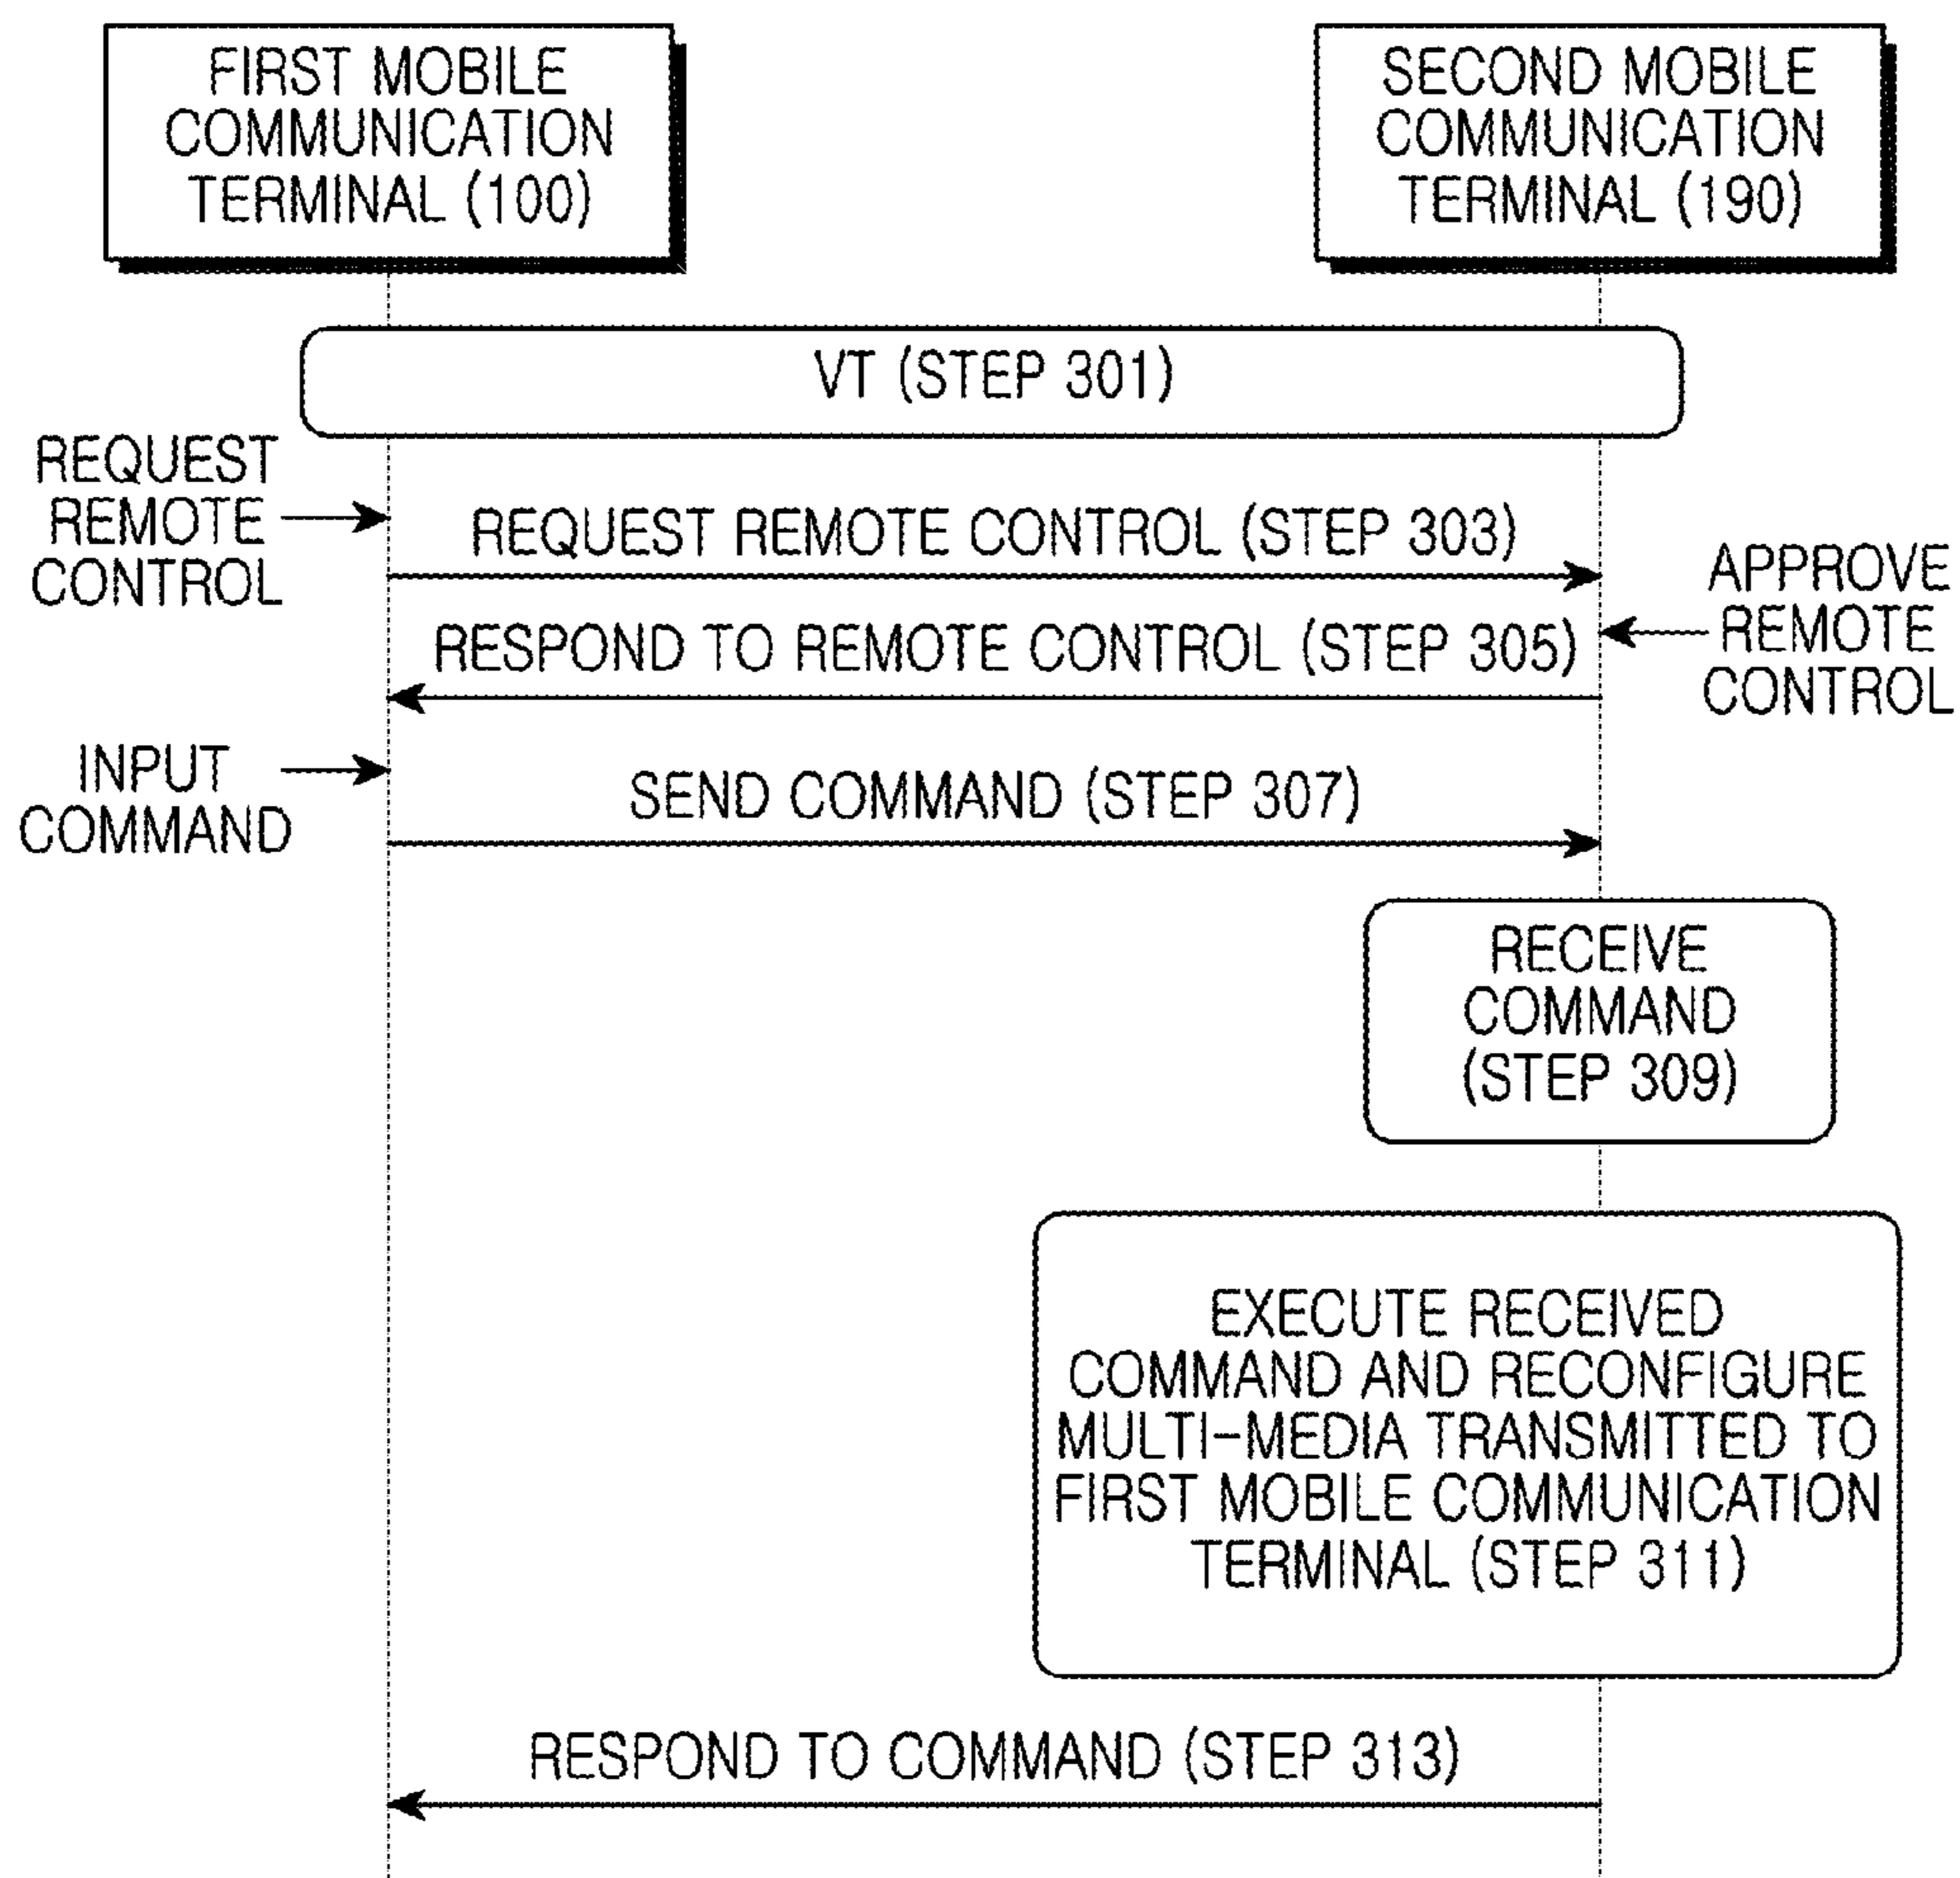 FIRST MOBILE
COMMUNICATION
TERMINAL (100)
SECOND MOBILE
COMMUNICATION
TERMINAL (190)
VT (STEP 301)
REQUEST
REMOTE
CONTROL
REQUEST REMOTE CONTROL (STEP 303)
APPROVE
REMOTE
CONTROL
RESPOND TO REMOTE CONTROL (STEP 305)
INPUT
COMMAND
SEND COMMAND (STEP 307)
RECEIVE
COMMAND
(STEP 309)
EXECUTE RECEIVED
COMMAND AND RECONFIGURE
MULTI-MEDIA TRANSMITTED TO
FIRST MOBILE COMMUNICATION
TERMINAL (STEP 311)
RESPOND TO COMMAND (STEP 313)